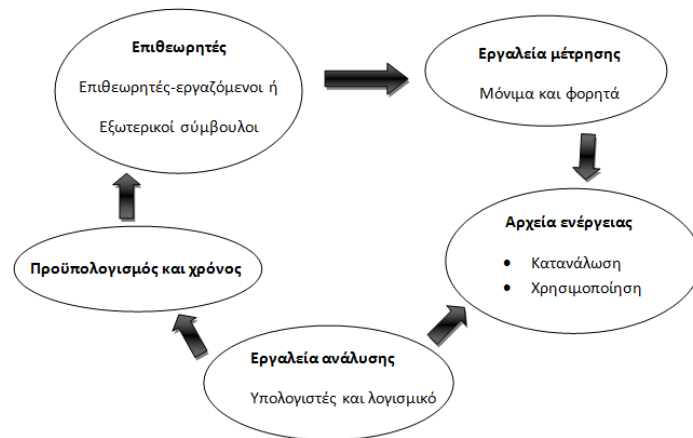 Επιθεωρητές
Επιθεωρητές-εργαζόμενοι ή
Εξωτερικοί σύμβουλοι
Εργαλεία μέτρησης
Μόνιμα και φορητά
Αρχεία ενέργειας
• Κατανάλωση
• Χρησιμοποίηση
Προϋπολογισμός και χρόνος
Εργαλεία ανάλυσης
Υπολογιστές και λογισμικό